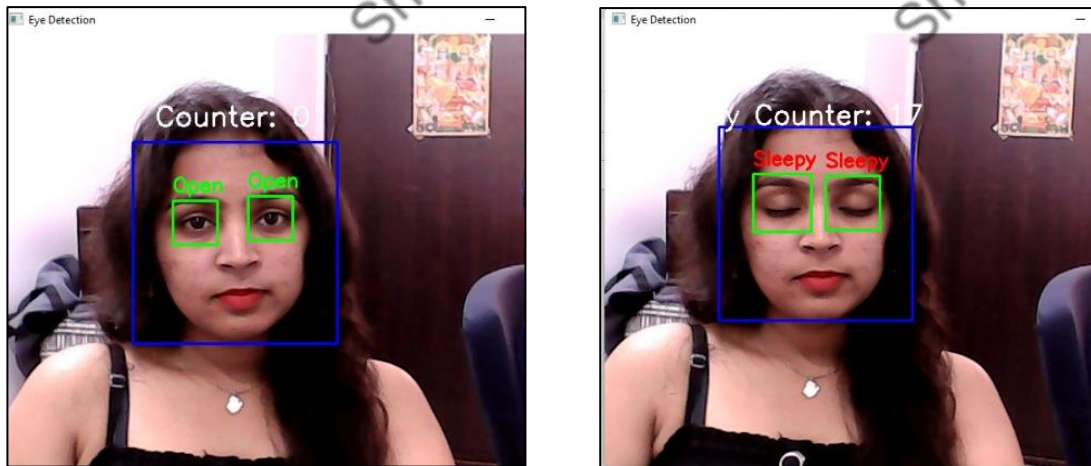 Eye Detection
Counter: 0
Open Open
Eye Detection
y Counter: 17
Sleepy Sleepy